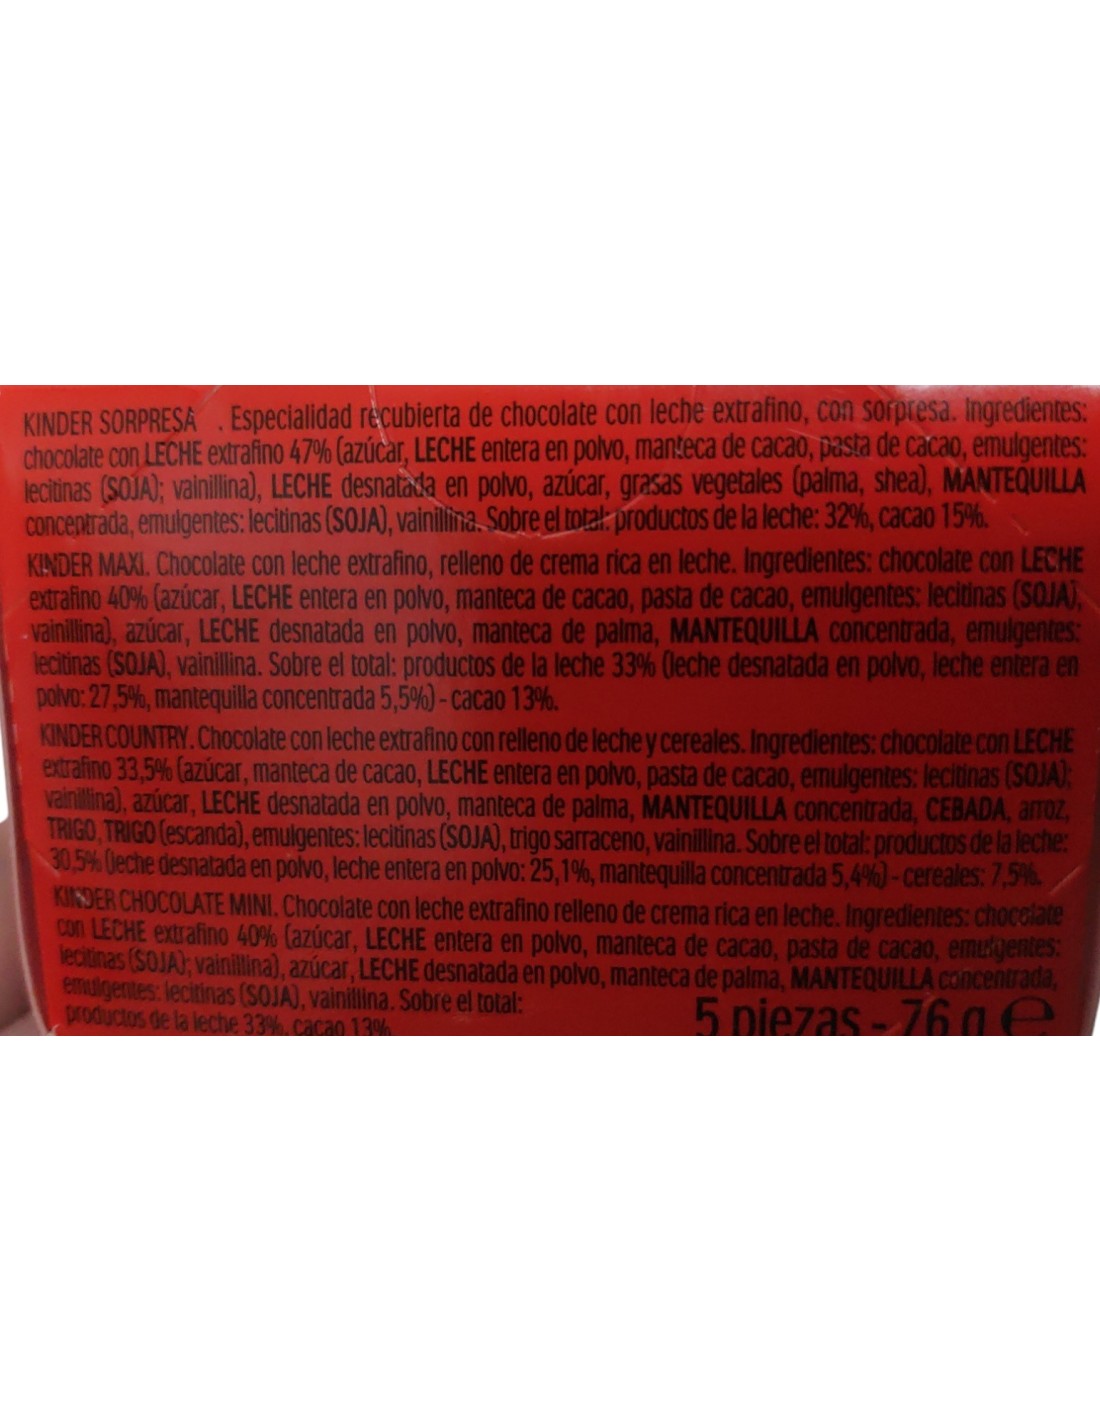 KINDER SORPRESA . Especialidad recubierta de chocolate con leche extrafino, con sorpresa. Ingredientes:
chocolate con LECHE extrafino 47% (azúcar, LECHE entera en polvo, manteca de cacao, pasta de cacao, emulgentes:
lecitinas (SOJA); vainillina), LECHE desnatada en polvo, azúcar, grasas vegetales (palma, shea), MANTEQUILLA
concentrada, emulgentes: lecitinas (SOJA), vainillina. Sobre el total: productos de la leche: 32%, cacao 15%.
KINDER MAXI. Chocolate con leche extrafino, relleno de crema rica en leche. Ingredientes: chocolate con LECHE
extrafino 40% (azúcar, LECHE entera en polvo, manteca de cacao, pasta de cacao, emulgentes: lecitinas (SOJA),
vainillina), azúcar, LECHE desnatada en polvo, manteca de palma, MANTEQUILLA concentrada, emulgentes:
lecitinas (SOJA), vainillina. Sobre el total: productos de la leche 33% (leche desnatada en polvo, leche entera en
polvo: 27,5%, mantequilla concentrada 5,5%) - cacao 13%.
KINDER COUNTRY. Chocolate con leche extrafino con relleno de leche y cereales. Ingredientes: chocolate con LECHE
extrafino 33,5% (azúcar, manteca de cacao, LECHE entera en polvo, pasta de cacao, emulgentes: lecitinas (SOJA);
vainillina), azúcar, LECHE desnatada en polvo, manteca de palma, MANTEQUILLA concentrada, CEBADA, arroz,
TRIGO, TRIGO (escanda), emulgentes: lecitinas (SOJA), trigo sarraceno, vainillina. Sobre el total: productos de la leche:
30,5% (leche desnatada en polvo, leche entera en polvo: 25,1%, mantequilla concentrada 5,4%) - cereales: 7,5%.
KINDER CHOCOLATE MINI. Chocolate con leche extrafino relleno de crema rica en leche. Ingredientes: chocolate
con LECHE extrafino 40% (azúcar, LECHE entera en polvo, manteca de cacao, pasta de cacao, emulgentes:
lecitinas (SOJA); vainillina), azúcar, LECHE desnatada en polvo, manteca de palma, MANTEQUILLA concentrada,
emulgentes: lecitinas (SOJA), vainillina. Sobre el total:
productos de la leche 33%, cacao 13%
5 piezas - 76 g e